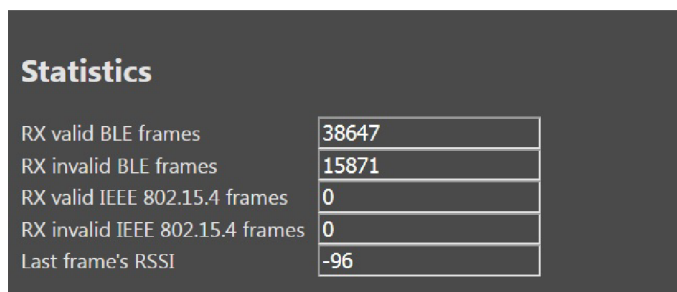 Statistics
RX valid BLE frames 38647
RX invalid BLE frames 15871
RX valid IEEE 802.15.4 frames 0
RX invalid IEEE 802.15.4 frames 0
Last frame's RSSI -96